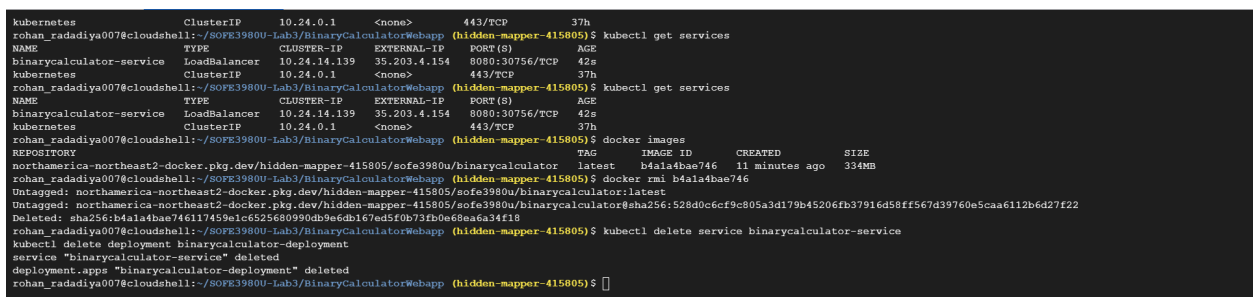 kubernetes ClusterIP 10.24.0.1 <none> 443/TCP 37h
rohan_radadiya007@cloudshell:~/SOFE3980U-Lab3/BinaryCalculatorWebapp (hidden-mapper-415805)$ kubectl get services
NAME TYPE CLUSTER-IP EXTERNAL-IP PORT(S) AGE
binarycalculator-service LoadBalancer 10.24.14.139 35.203.4.154 8080:30756/TCP 42s
kubernetes ClusterIP 10.24.0.1 <none> 443/TCP 37h
rohan_radadiya007@cloudshell:~/SOFE3980U-Lab3/BinaryCalculatorWebapp (hidden-mapper-415805)$ kubectl get services
NAME TYPE CLUSTER-IP EXTERNAL-IP PORT(S) AGE
binarycalculator-service LoadBalancer 10.24.14.139 35.203.4.154 8080:30756/TCP 42s
kubernetes ClusterIP 10.24.0.1 <none> 443/TCP 37h
rohan_radadiya007@cloudshell:~/SOFE3980U-Lab3/BinaryCalculatorWebapp (hidden-mapper-415805)$ docker images
REPOSITORY TAG IMAGE ID CREATED SIZE
northamerica-northeast2-docker.pkg.dev/hidden-mapper-415805/sofe3980u/binarycalculator latest b4a1a4bae746 11 minutes ago 334MB
rohan_radadiya007@cloudshell:~/SOFE3980U-Lab3/BinaryCalculatorWebapp (hidden-mapper-415805)$ docker rmi b4a1a4bae746
Untagged: northamerica-northeast2-docker.pkg.dev/hidden-mapper-415805/sofe3980u/binarycalculator:latest
Untagged: northamerica-northeast2-docker.pkg.dev/hidden-mapper-415805/sofe3980u/binarycalculator@sha256:528d0c6cf9c805a3d179b45206fb37916d58ff567d39760e5caa6112b6d27f22
Deleted: sha256:b4a1a4bae746117459e1c6525680990db9e6db167ed5f0b73fb0e68ea6a34f18
rohan_radadiya007@cloudshell:~/SOFE3980U-Lab3/BinaryCalculatorWebapp (hidden-mapper-415805)$ kubectl delete service binarycalculator-service
kubectl delete deployment binarycalculator-deployment
service "binarycalculator-service" deleted
deployment.apps "binarycalculator-deployment" deleted
rohan_radadiya007@cloudshell:~/SOFE3980U-Lab3/BinaryCalculatorWebapp (hidden-mapper-415805)$